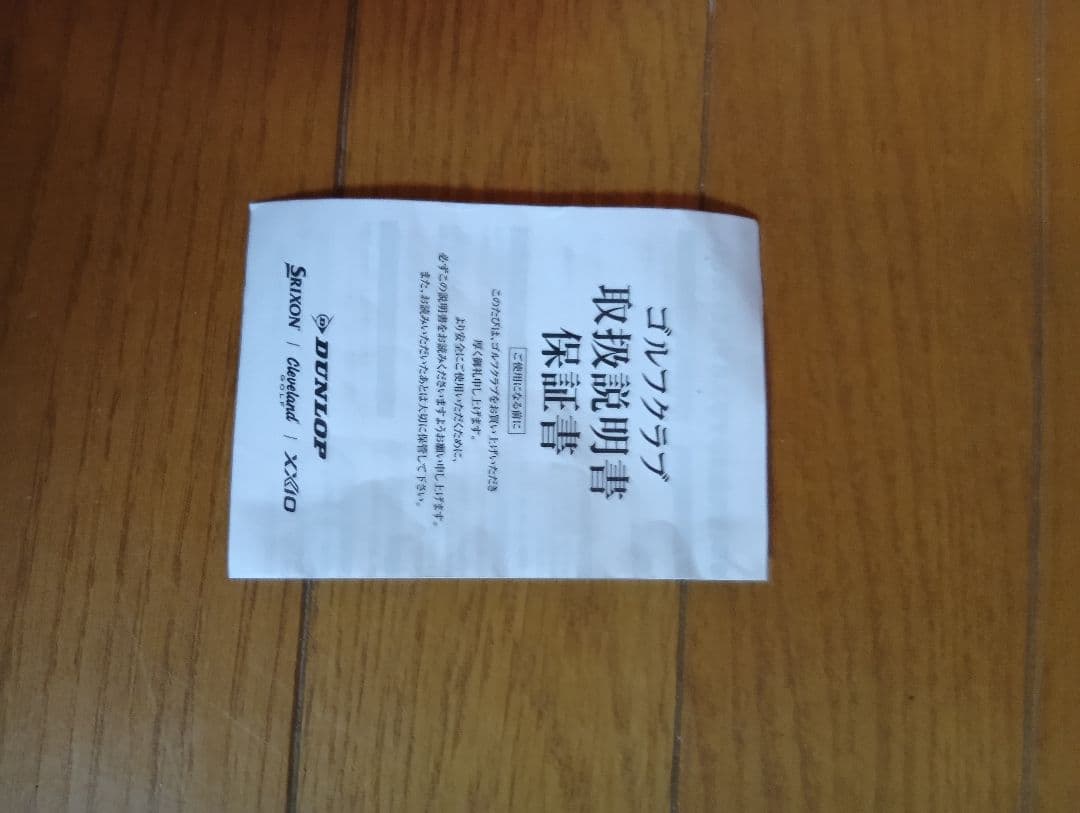 ゴルフクラブ
取扱説明書
保証書
ご使用になる前に
このたびは、ゴルフクラブをお買い上げいただき
厚く御礼申し上げます。
より安全にご使用いただくために、
必ずこの説明書をお読みくださいますようお願い申し上げます。
また、お読みいただいたあとは大切に保管して下さい。
DUNLOP
SRIXON | Cleveland GOLF | XXIO